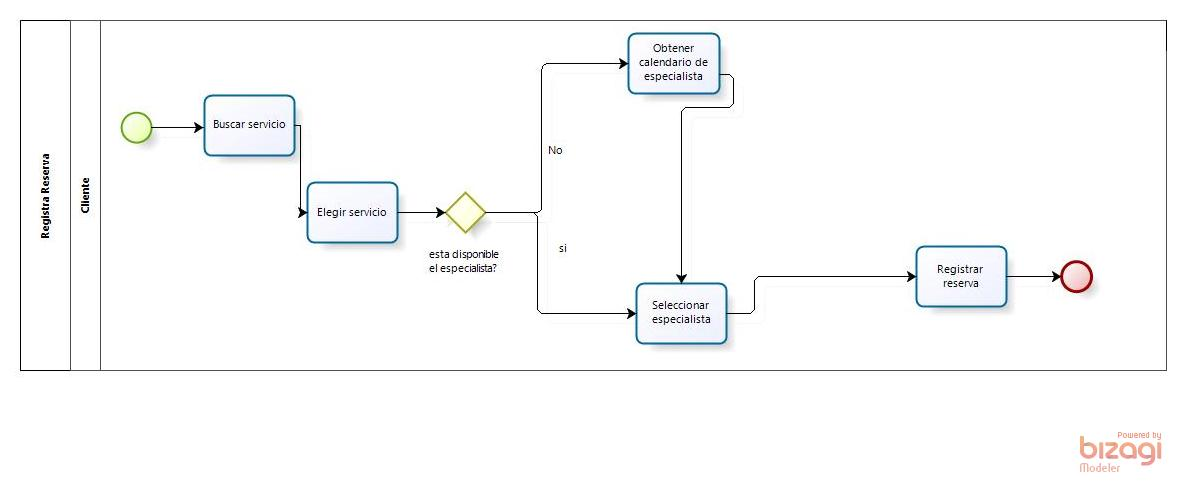 Registra Reserva
Cliente
Buscar servicio
Elegir servicio
esta disponible
el especialista?
No
si
Obtener
calendario de
especialista
Seleccionar
especialista
Registrar
reserva
Powered by
bizagi
Modeler